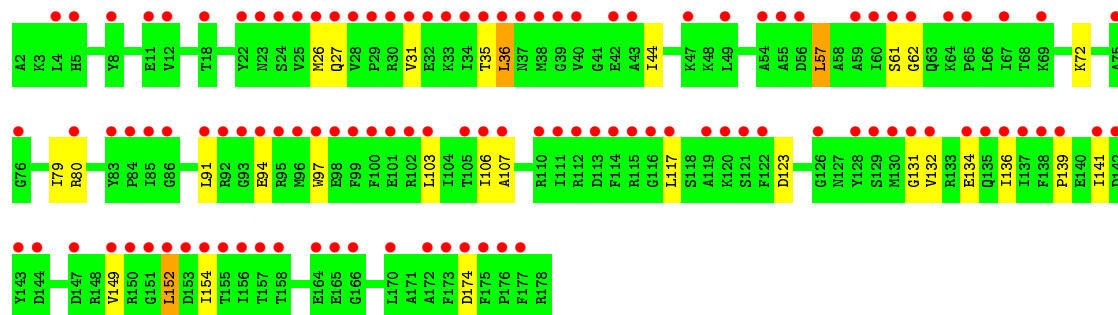 A2 K3 L4 H5 Y8 E11 V12 T18 Y22 N23 S24 V25 M26 Q27 V28 P29 R30 V31 E32 K33 I34 T35 L36 N37 M38 G39 V40 G41 E42 A43 I44 K47 K48 L49 A54 A55 D56 L57 A58 A59 I60 S61 G62 Q63 K64 P65 L66 I67 T68 K69 K72 A75
G76 I79 R80 Y83 P84 I85 G86 L91 R92 G93 E94 R95 M96 W97 E98 F99 F100 E101 R102 L103 I104 T105 I106 A107 R110 I111 R112 D113 F114 R115 G116 L117 S118 A119 K120 S121 F122 D123 G126 N127 Y128 S129 M130 G131 V132 R133 E134 Q135 I136 I137 F138 P139 E140 I141 D142
Y143 D144 D147 R148 V149 R150 G151 L152 D153 I154 T155 I156 T157 T158 E164 E165 G166 L170 A171 A172 F173 D174 F175 P176 F177 R178